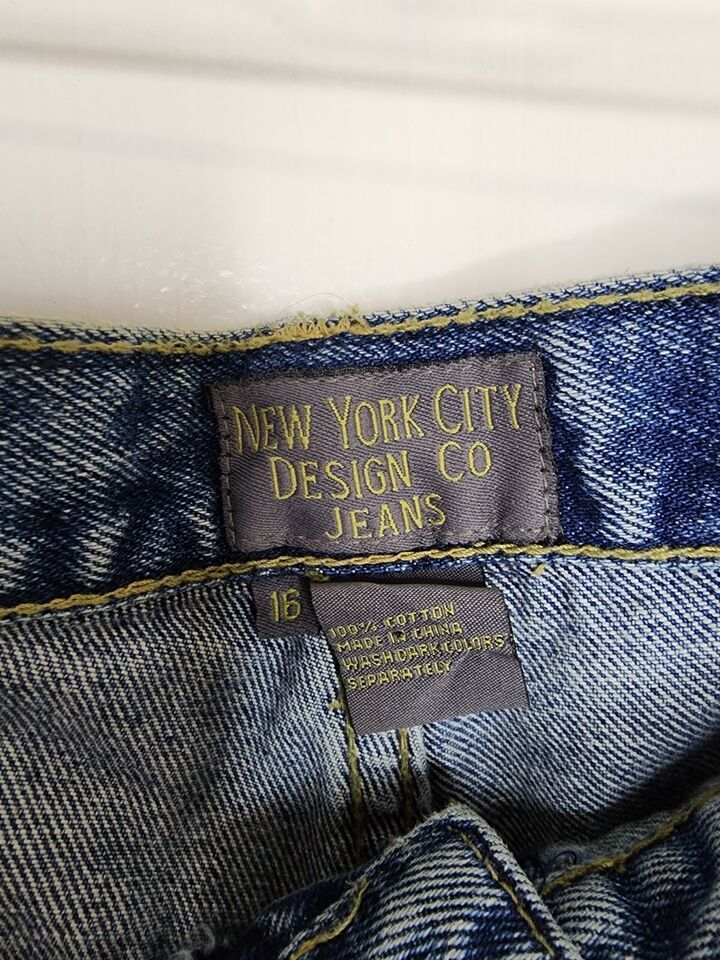 NEW YORK CITY
DESIGN CO
JEANS
16
100% COTTON
MADE IN CHINA
WASH DARK COLORS
SEPARATELY